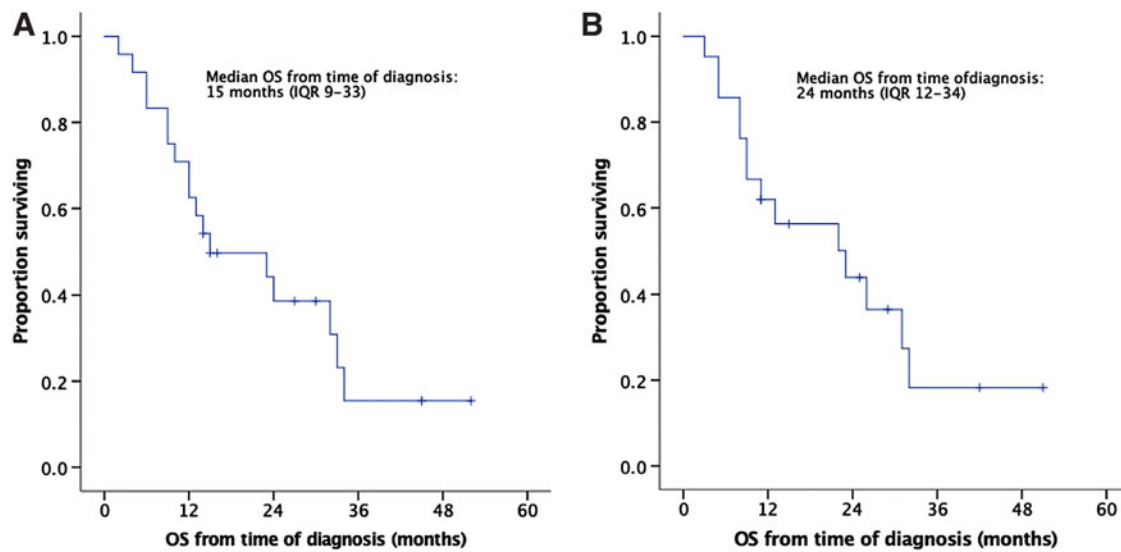 A
1.0
0.8
0.6
0.4
0.2
0.0
Proportion surviving
Median OS from time of diagnosis:
15 months (IQR 9–33)
0 12 24 36 48 60
OS from time of diagnosis (months)
B
1.0
0.8
0.6
0.4
0.2
0.0
Proportion surviving
Median OS from time ofdiagnosis:
24 months (IQR 12–34)
0 12 24 36 48 60
OS from time of diagnosis (months)